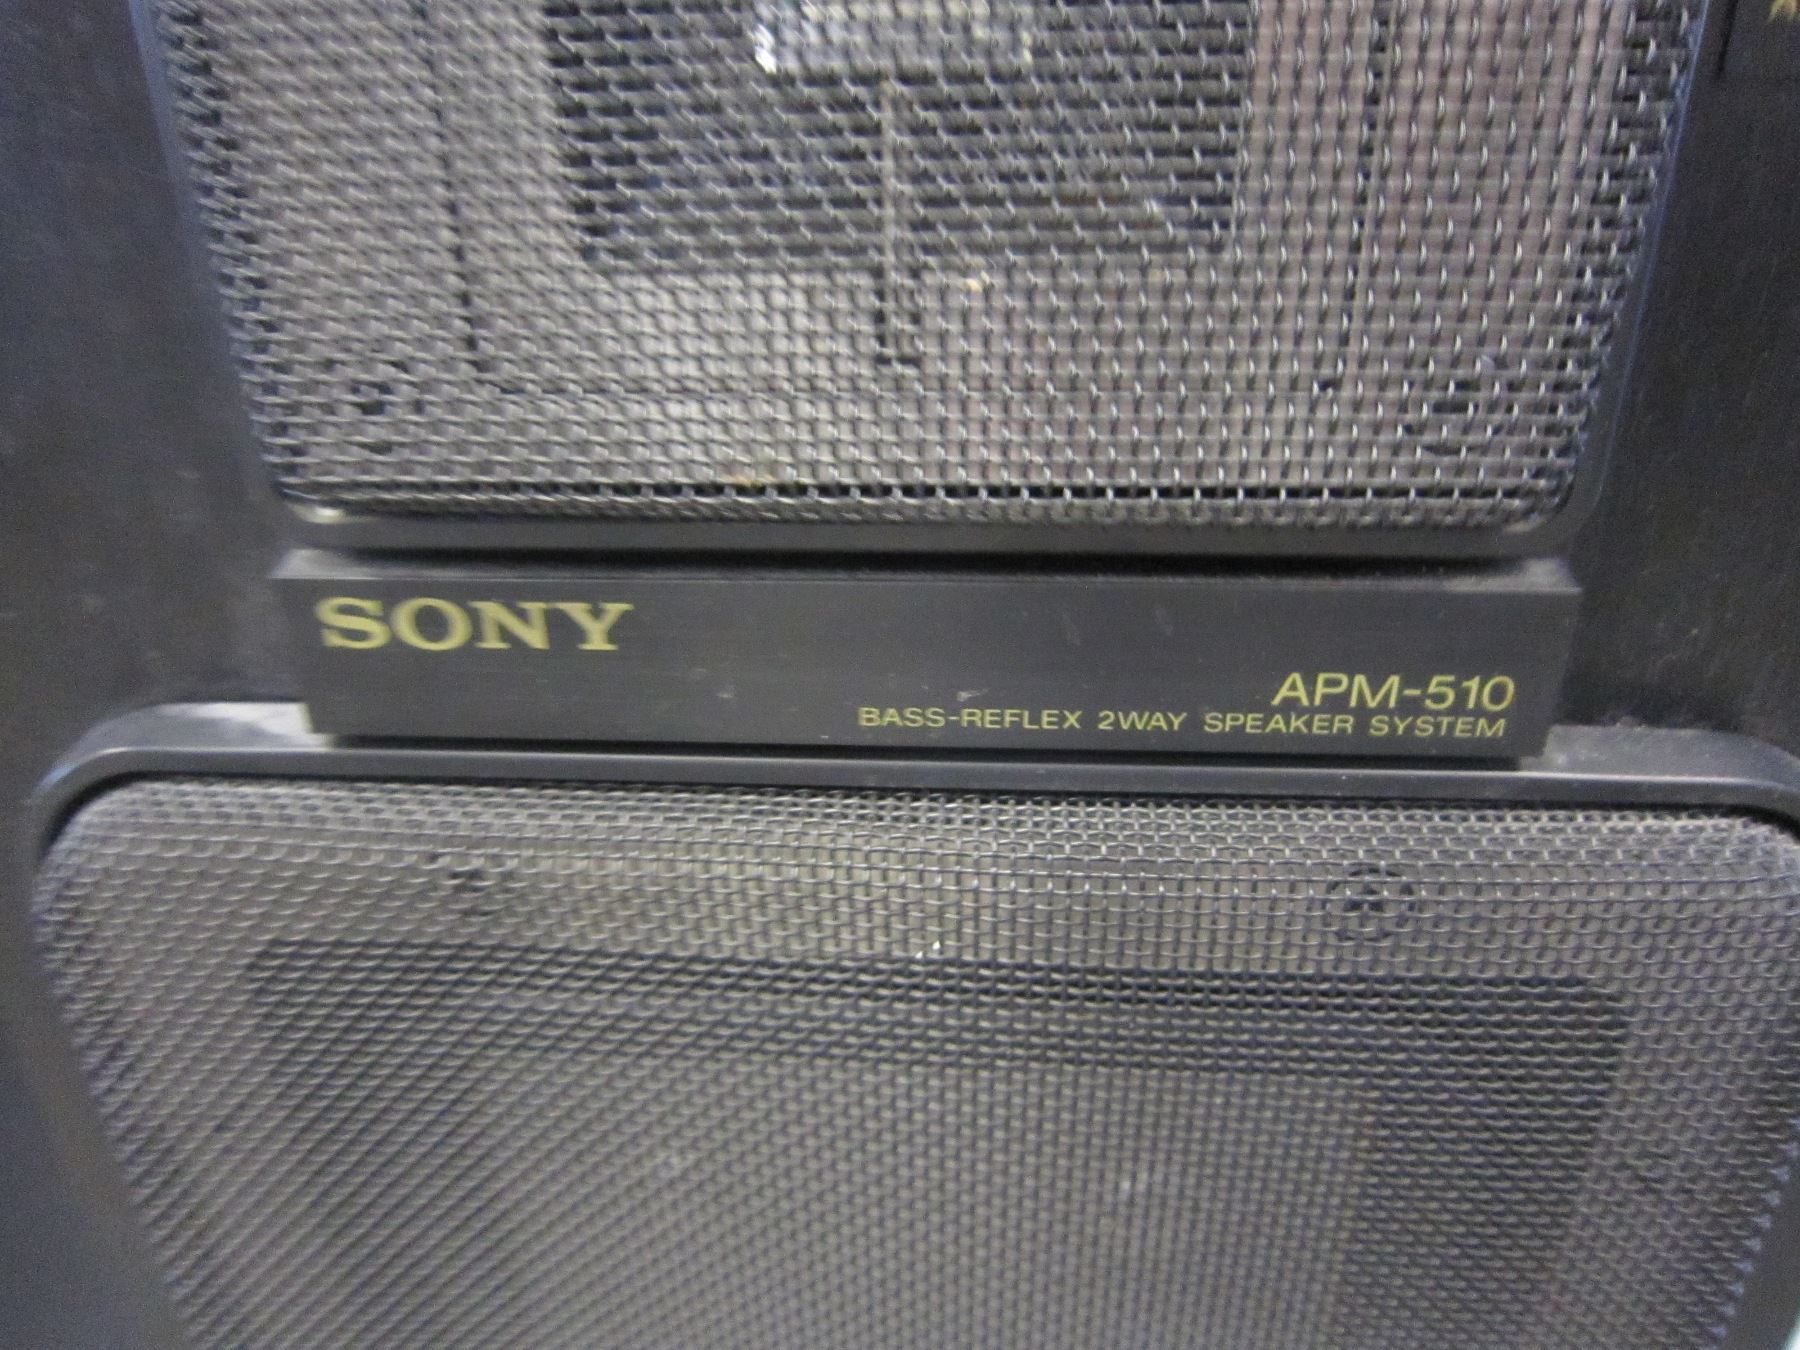 SONY
APM-510
BASS-REFLEX 2WAY SPEAKER SYSTEM